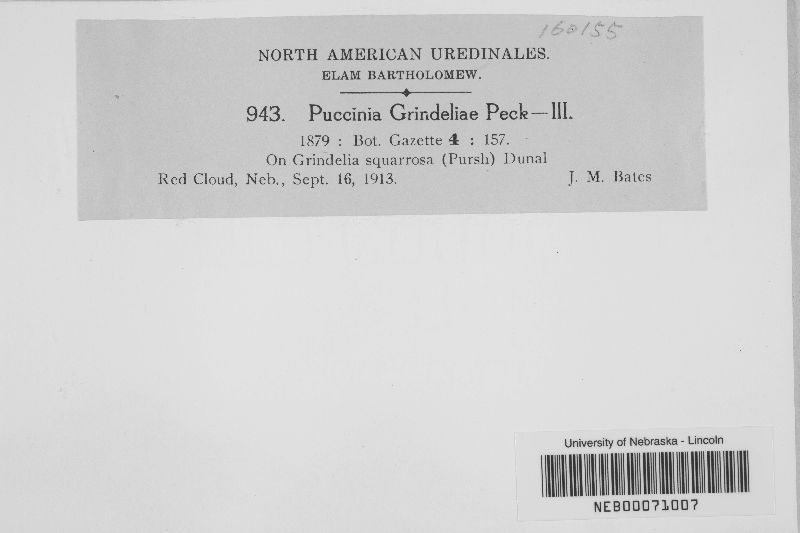 160155
NORTH AMERICAN UREDINALES.
ELAM BARTHOLOMEW.
943. Puccinia Grindeliae Peck—III.
1879 : Bot. Gazette 4 : 157.
On Grindelia squarrosa (Pursh) Dunal
Red Cloud, Neb., Sept. 16, 1913. J. M. Bates
University of Nebraska - Lincoln
NEB00071007